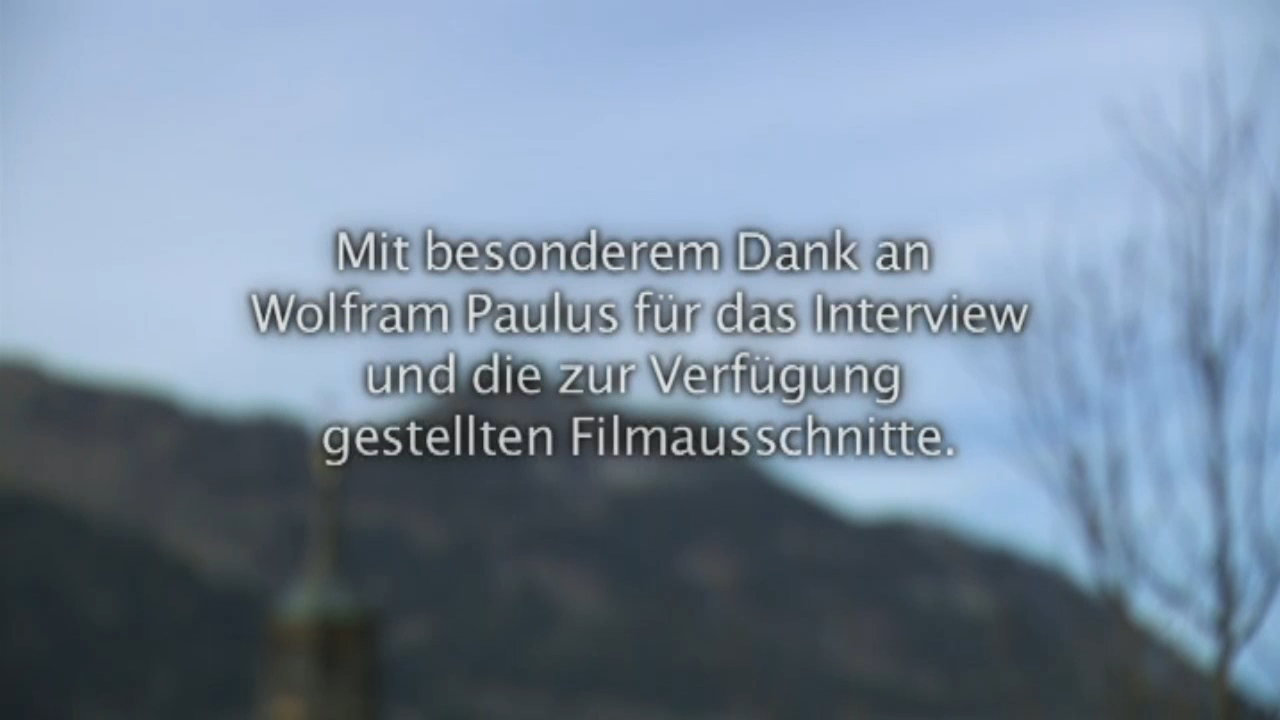 Mit besonderem Dank an
Wolfram Paulus für das Interview
und die zur Verfügung
gestellten Filmausschnitte.